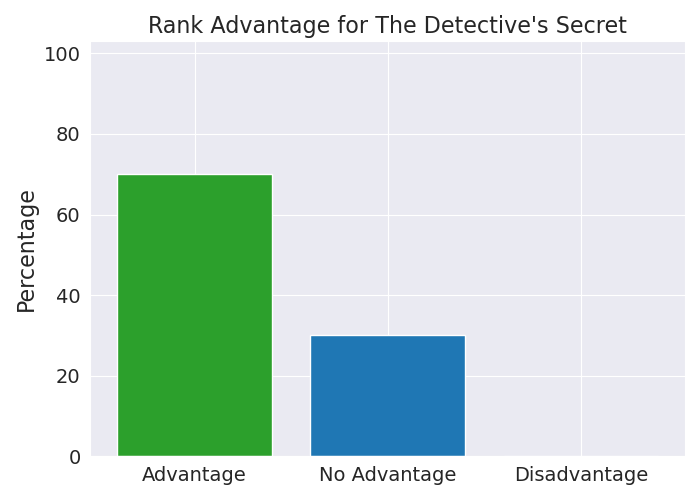 Rank Advantage for The Detective's Secret
100
80
60
40
20
0
Percentage
Advantage
No Advantage
Disadvantage